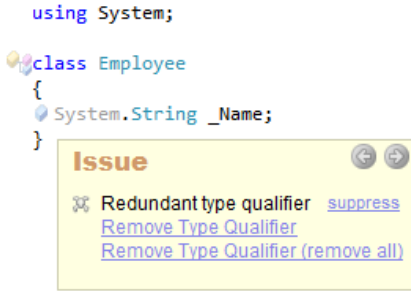 using System;
class Employee
{
System.String _Name;
}
Issue
Redundant type qualifier suppress
Remove Type Qualifier
Remove Type Qualifier (remove all)